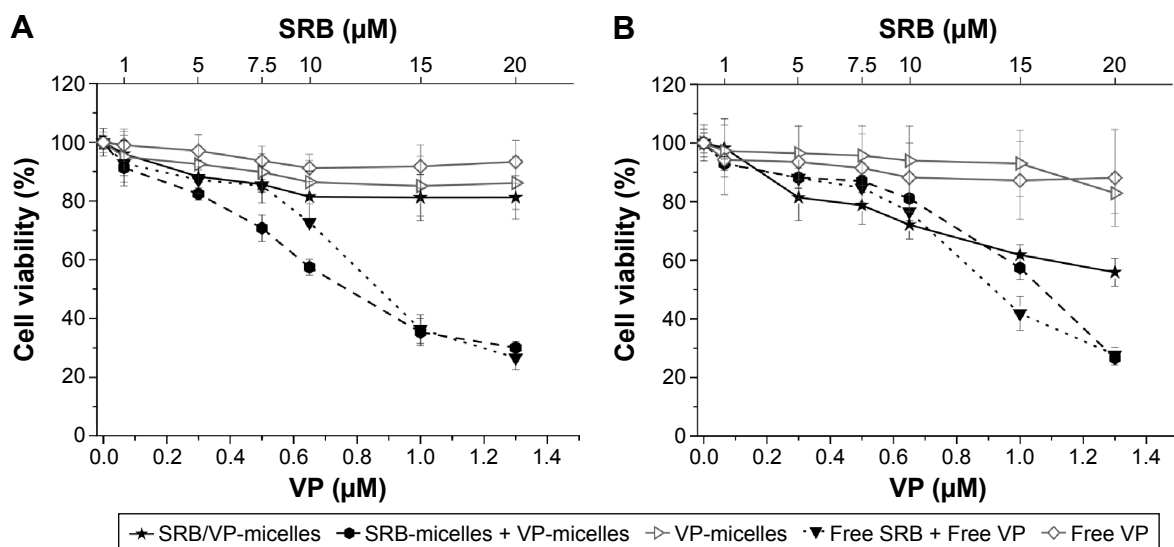 A
SRB (µM)
1 5 7.5 10 15 20
120
100
80
60
40
20
0
Cell viability (%)
0.0 0.2 0.4 0.6 0.8 1.0 1.2 1.4
VP (µM)
B
SRB (µM)
1 5 7.5 10 15 20
120
100
80
60
40
20
0
Cell viability (%)
0.0 0.2 0.4 0.6 0.8 1.0 1.2 1.4
VP (µM)
SRB/VP-micelles SRB-micelles + VP-micelles VP-micelles Free SRB + Free VP Free VP